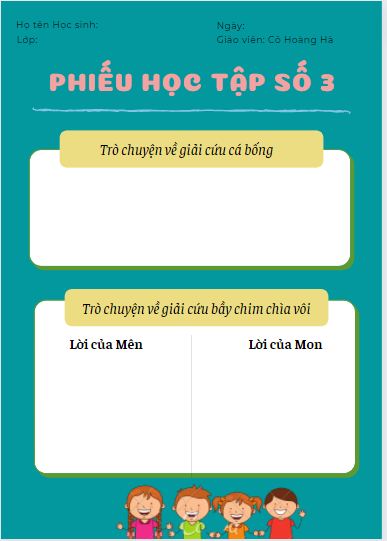 Họ tên Học sinh:
Ngày:
Lớp:
Giáo viên: Cô Hoàng Hà
PHIẾU HỌC TẬP SỐ 3
Trò chuyện về giải cứu cá bống
Trò chuyện về giải cứu bầy chim chìa vôi
Lời của Mên
Lời của Mon